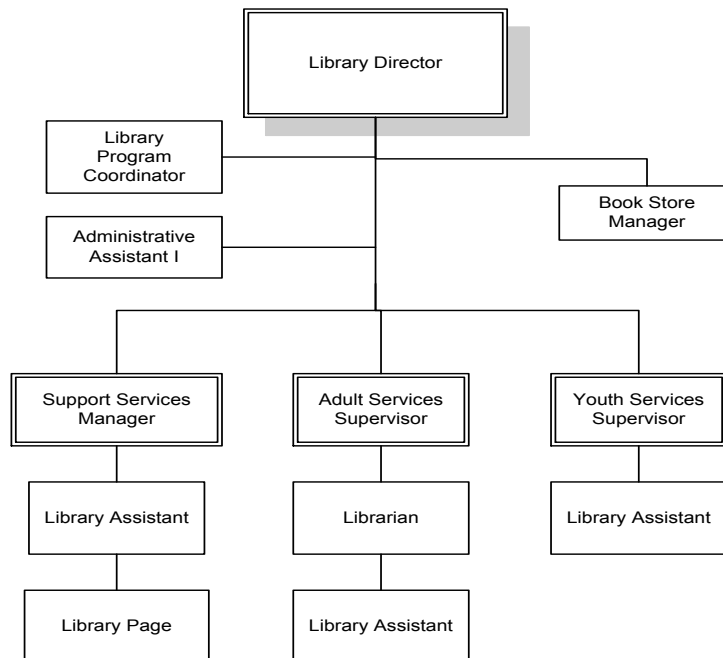 Library Director
Library
Program
Coordinator
Book Store
Manager
Administrative
Assistant I
Support Services
Manager
Adult Services
Supervisor
Youth Services
Supervisor
Library Assistant
Librarian
Library Assistant
Library Page
Library Assistant